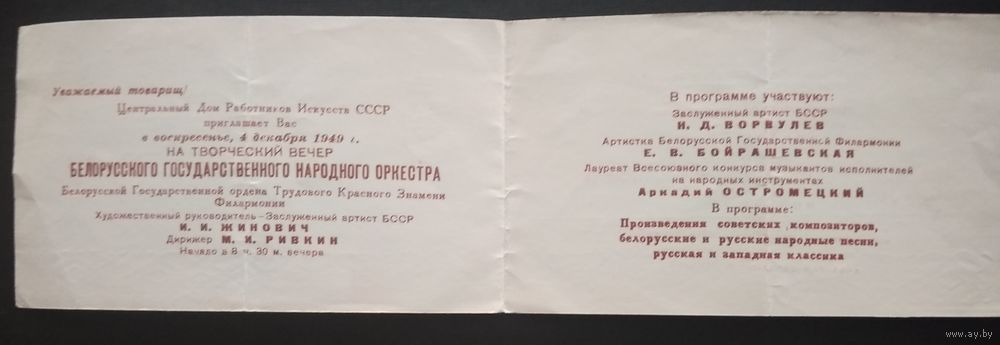 Уважаемый товарищ!
Центральный Дом Работников Искусств СССР
приглашает Вас
в воскресенье, 4 декабря 1949 г.
НА ТВОРЧЕСКИЙ ВЕЧЕР
БЕЛОРУССКОГО ГОСУДАРСТВЕННОГО НАРОДНОГО ОРКЕСТРА
Белорусской Государственной ордена Трудового Красного Знамени
Филармонии
Художественный руководитель—Заслуженный артист БССР
И. И. ЖИНОВИЧ
Дирижер М. И. РИВКИН
Начало в 8 ч. 30 м. вечера
В программе участвуют:
Заслуженный артист БССР
И. Д. ВОРВУЛЕВ
Артистка Белорусской Государственной Филармонии
Е. В. БОЙРАШЕВСКАЯ
Лауреат Всесоюзного конкурса музыкантов исполнителей
на народных инструментах
Аркадий ОСТРОМЕЦКИЙ
В программе:
Произведения советских композиторов,
белорусские и русские народные песни,
русская и западная классика
www.ay.by